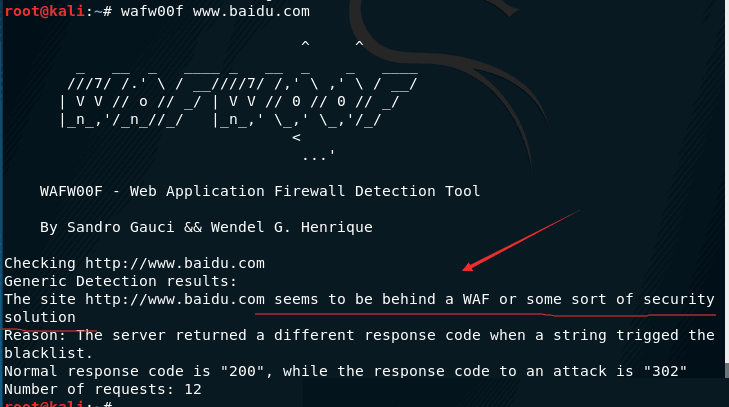 root@kali:~# wafw00f www.baidu.com
                                 ^     ^
        _   __  _   ____ _   __  _    _   ____
       ///7/ /.' \ / __////7/ /,' \ ,' \ / __/
      | V V // o // _/ | V V // 0 // 0 // _/
      |_n_,'/_n_//_/   |_n_,' \_,' \_,'/_/
                                <
                                 ...'
    WAFW00F - Web Application Firewall Detection Tool
    By Sandro Gauci && Wendel G. Henrique
Checking http://www.baidu.com
Generic Detection results:
The site http://www.baidu.com seems to be behind a WAF or some sort of security
solution
Reason: The server returned a different response code when a string trigged the
blacklist.
Normal response code is "200", while the response code to an attack is "302"
Number of requests: 12
root@kali:~#